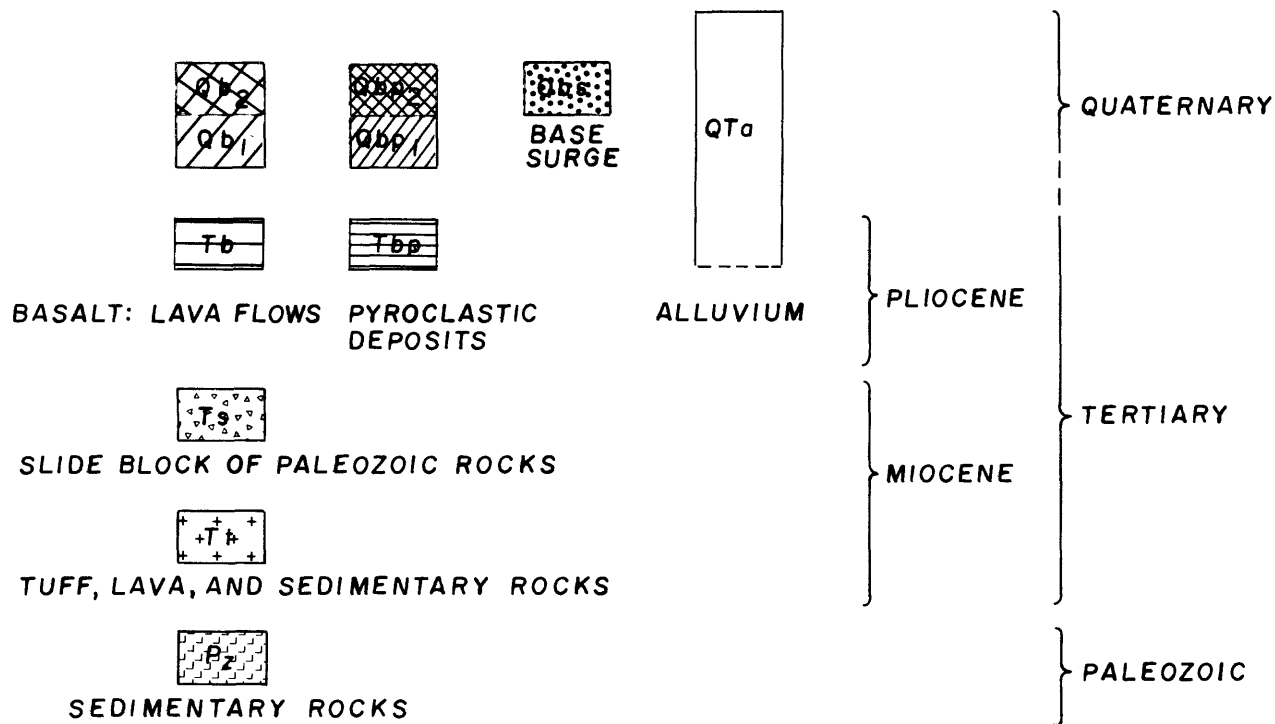 Qb2
Qbp2
Qbs
QTa
QUATERNARY
Qb1
Qbp1
BASE
SURGE
Tb
Tbp
BASALT: LAVA FLOWS
PYROCLASTIC
DEPOSITS
ALLUVIUM
PLIOCENE
Ts
TERTIARY
SLIDE BLOCK OF PALEOZOIC ROCKS
MIOCENE
Tt
TUFF, LAVA, AND SEDIMENTARY ROCKS
Pz
PALEOZOIC
SEDIMENTARY ROCKS